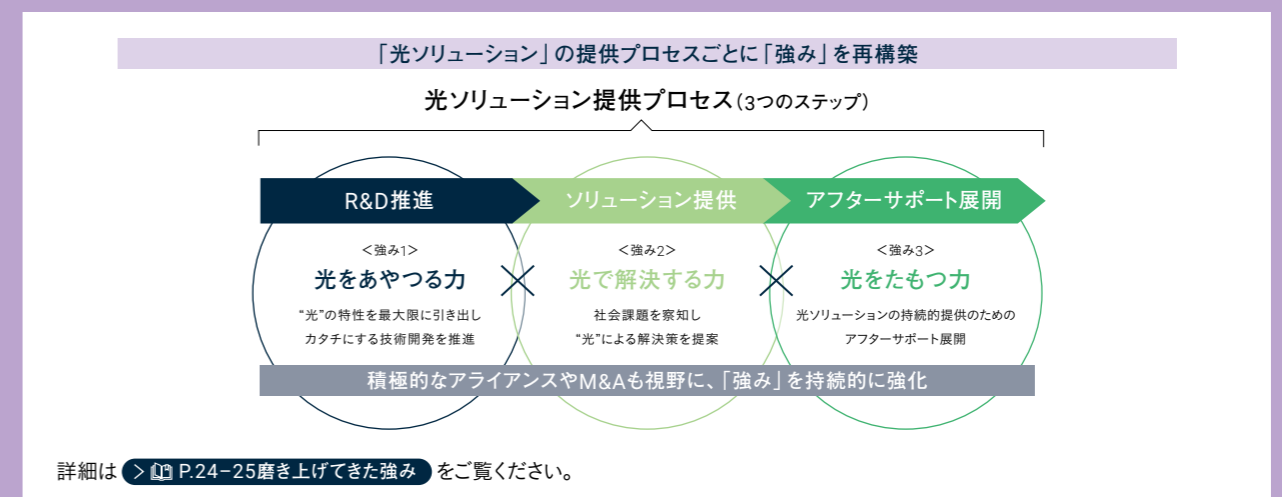 「光ソリューション」の提供プロセスごとに「強み」を再構築
光ソリューション提供プロセス(3つのステップ)
R&D推進
ソリューション提供
アフターサポート展開
<強み1>
光をあやつる力
“光”の特性を最大限に引き出し
カタチにする技術開発を推進
<強み2>
光で解決する力
社会課題を察知し
“光”による解決策を提案
<強み3>
光をたもつ力
光ソリューションの持続的提供のための
アフターサポート展開
積極的なアライアンスやM&Aも視野に、「強み」を持続的に強化
詳細は > P.24-25磨き上げてきた強み をご覧ください。